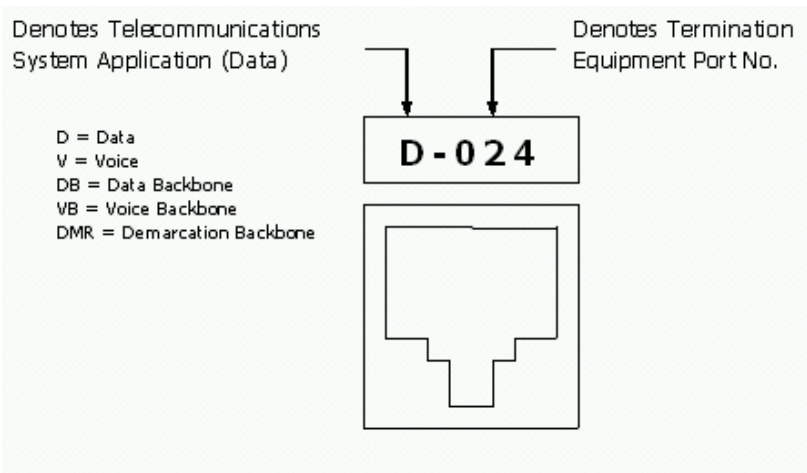 Denotes Telecommunications
System Application (Data)
Denotes Termination
Equipment Port No.
D = Data
V = Voice
DB = Data Backbone
VB = Voice Backbone
DMR = Demarcation Backbone
D-024